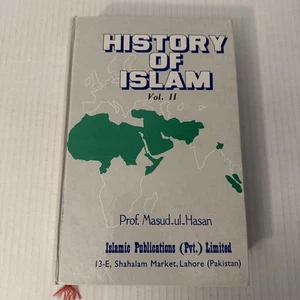 HISTORY
OF
ISLAM
Vol. II
Prof. Masud-ul-Hasan
Islamic Publications (Pvt.) Limited
13-E, Shahalam Market, Lahore (Pakistan)